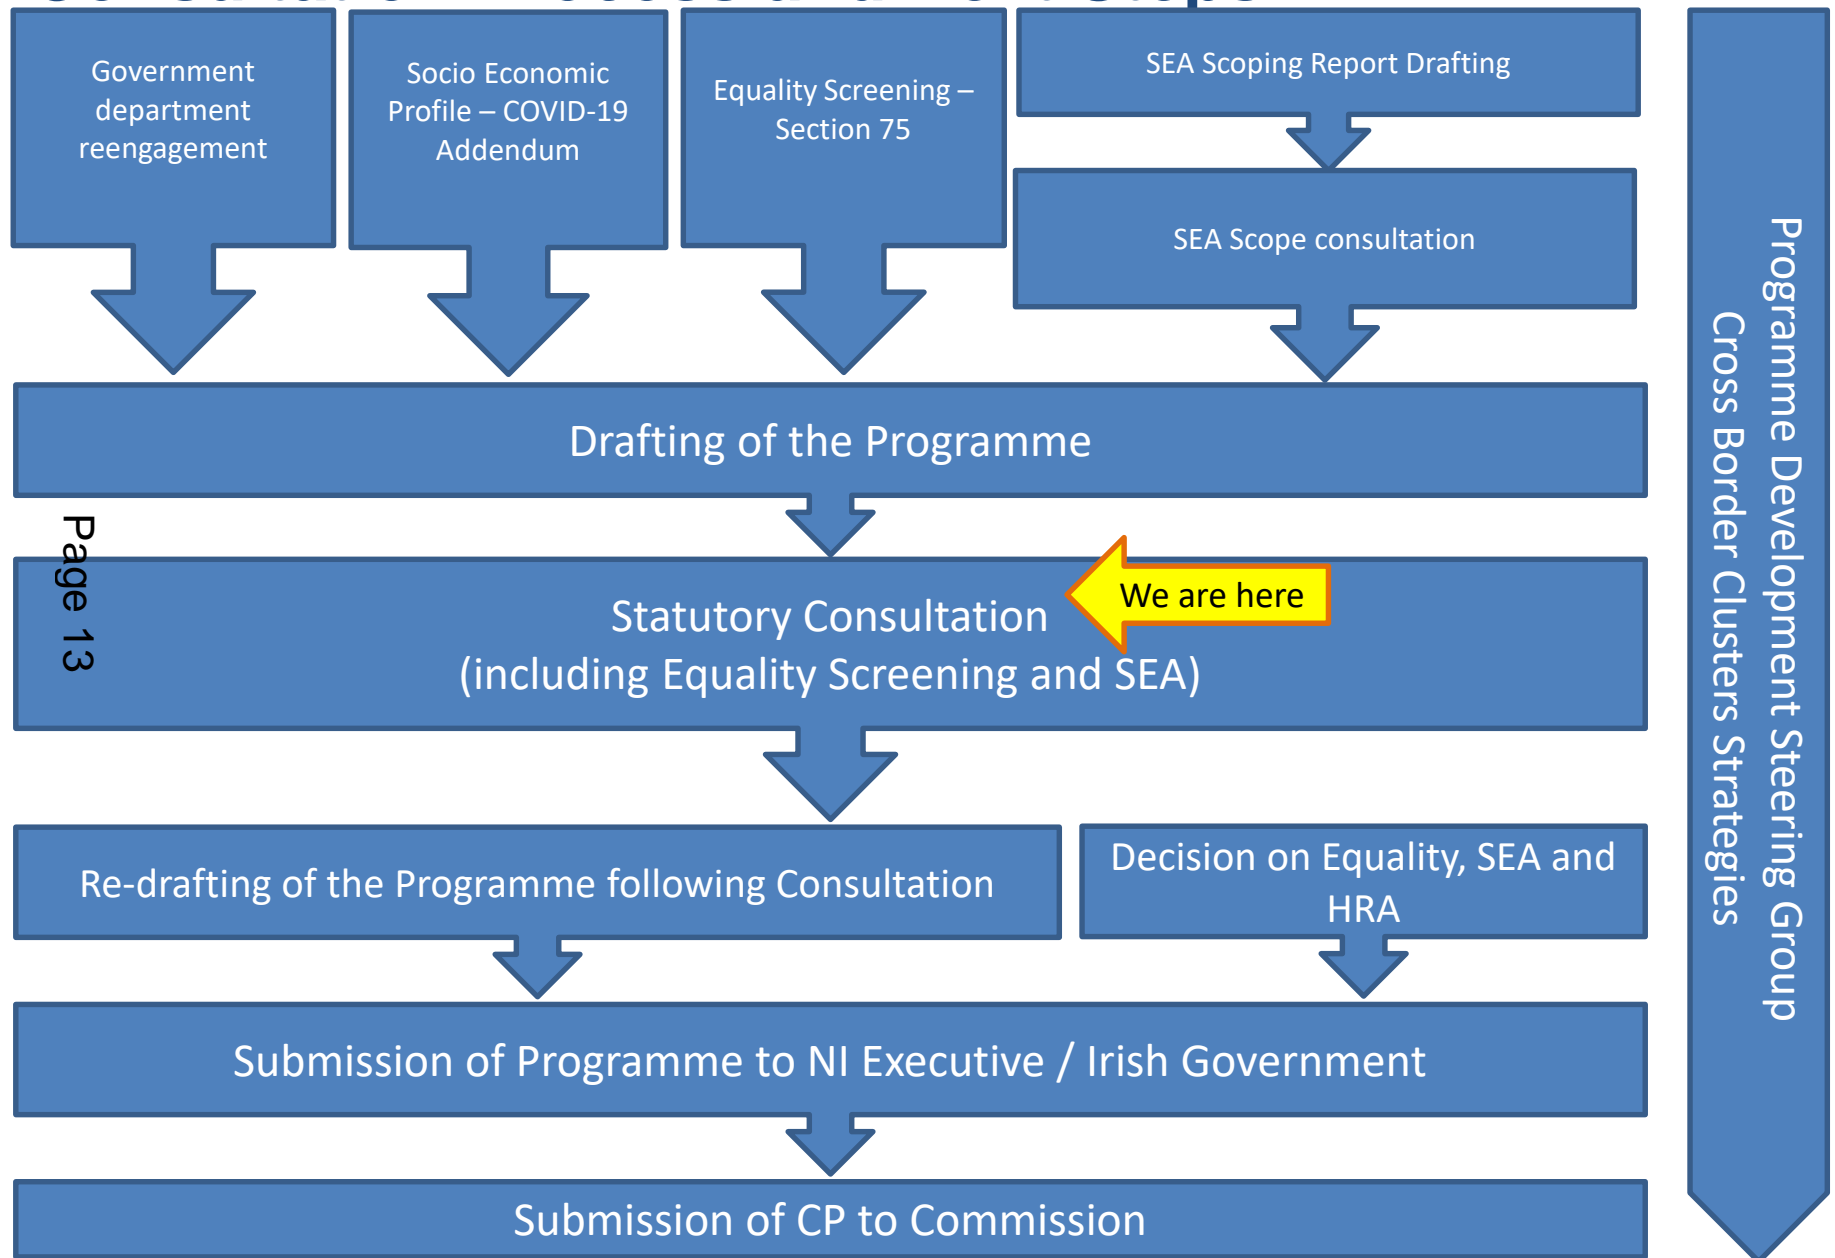 Government
department
reengagement
Socio Economic
Profile – COVID-19
Addendum
Equality Screening –
Section 75
SEA Scoping Report Drafting
SEA Scope consultation
Drafting of the Programme
Page 13
We are here
Statutory Consultation
(including Equality Screening and SEA)
Re-drafting of the Programme following Consultation
Decision on Equality, SEA and
HRA
Submission of Programme to NI Executive / Irish Government
Submission of CP to Commission
Programme Development Steering Group
Cross Border Clusters Strategies